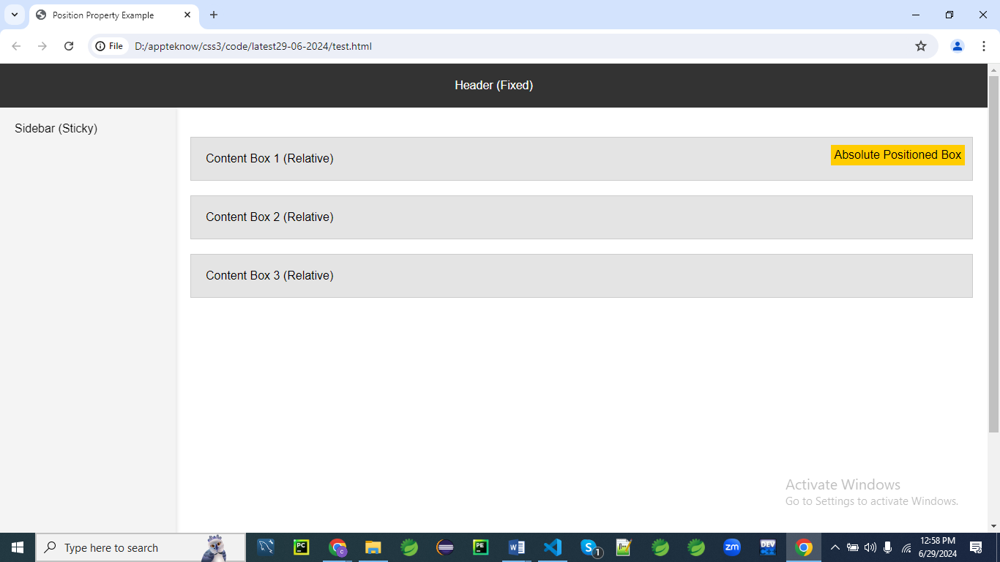 Position Property Example
File
D:/appteknow/css3/code/latest29-06-2024/test.html
Header (Fixed)
Sidebar (Sticky)
Content Box 1 (Relative)
Absolute Positioned Box
Content Box 2 (Relative)
Content Box 3 (Relative)
Activate Windows
Go to Settings to activate Windows.
Type here to search
PC
C
PE
W
S
1
zm
DEV
12:58 PM
6/29/2024